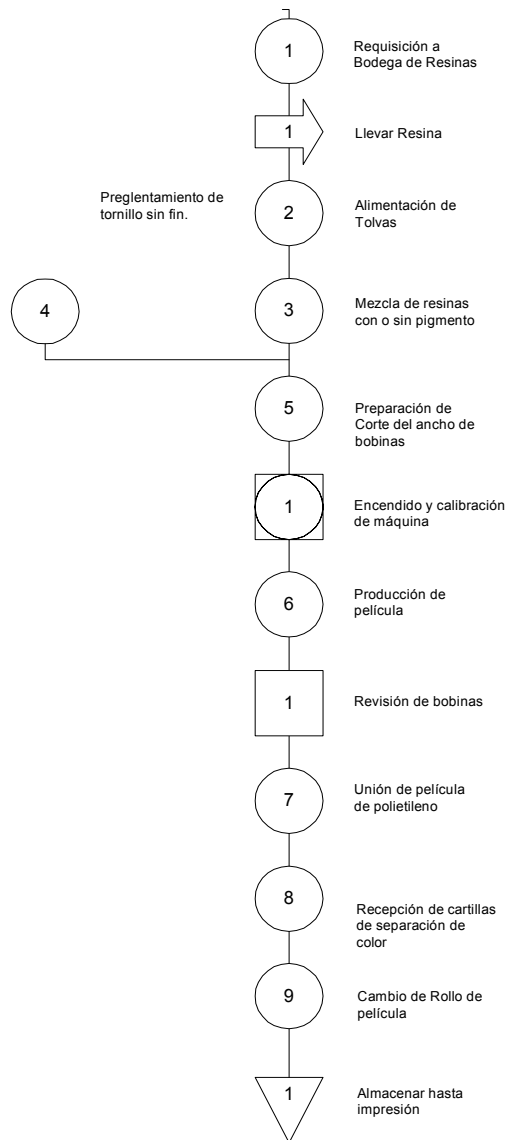 1
Requisición a
Bodega de Resinas
1
Llevar Resina
Preglentamiento de
tornillo sin fin.
2
Alimentación de
Tolvas
4
3
Mezcla de resinas
con o sin pigmento
5
Preparación de
Corte del ancho de
bobinas
1
Encendido y calibración
de máquina
6
Producción de
película
1
Revisión de bobinas
7
Unión de película
de polietileno
8
Recepción de cartillas
de separación de
color
9
Cambio de Rollo de
película
1
Almacenar hasta
impresión